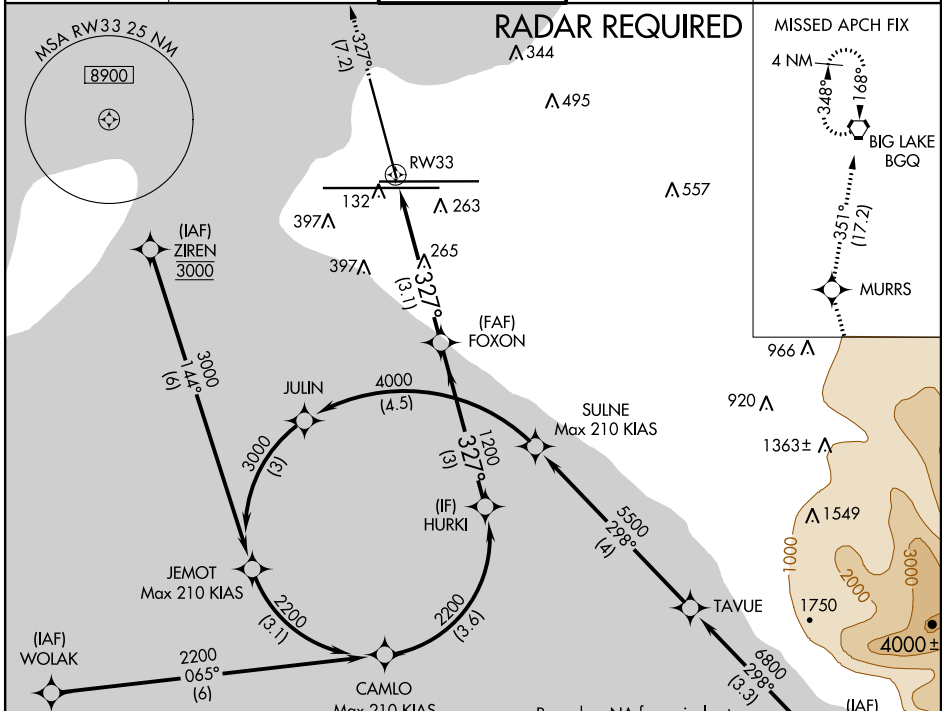 RADAR REQUIRED
MSA RW33 25 NM
8900
327°
(7.2)
344
495
MISSED APCH FIX
4 NM
348°
168°
BIG LAKE
BGQ
351°
(17.2)
MURRS
RW33
132
263
557
397
265
397
327°
(3.1)
(IAF)
ZIREN
3000
(FAF)
FOXON
3000
144°
(6)
JULIN
4000
(4.5)
SULNE
Max 210 KIAS
966
920
1363±
3000
(3)
1200
327°
(3)
(IF)
HURKI
5500
298°
(4)
1549
1000
2000
3000
JEMOT
Max 210 KIAS
2200
(3.1)
2200
(3.6)
TAVUE
1750
4000±
(IAF)
WOLAK
2200
065°
(6)
CAMLO
Max 210 KIAS
6800
298°
(3.3)
(IAF)